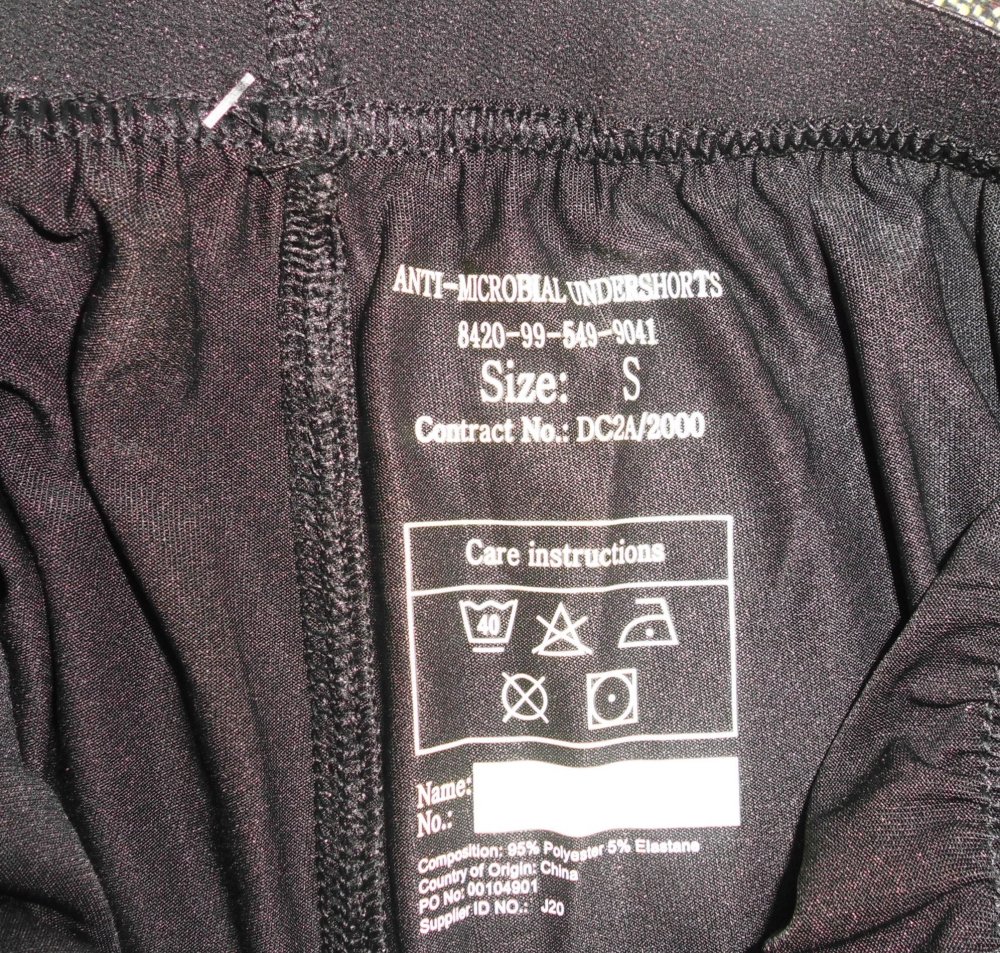 ANTI-MICROBIAL UNDERSHORTS
8420-99-549-9041
Size: S
Contract No.: DC2A/2000
Care instructions
40
Name:
No.:
Composition: 95% Polyester 5% Elastane
Country of Origin: China
PO No: 00104901
Supplier ID NO.: J20